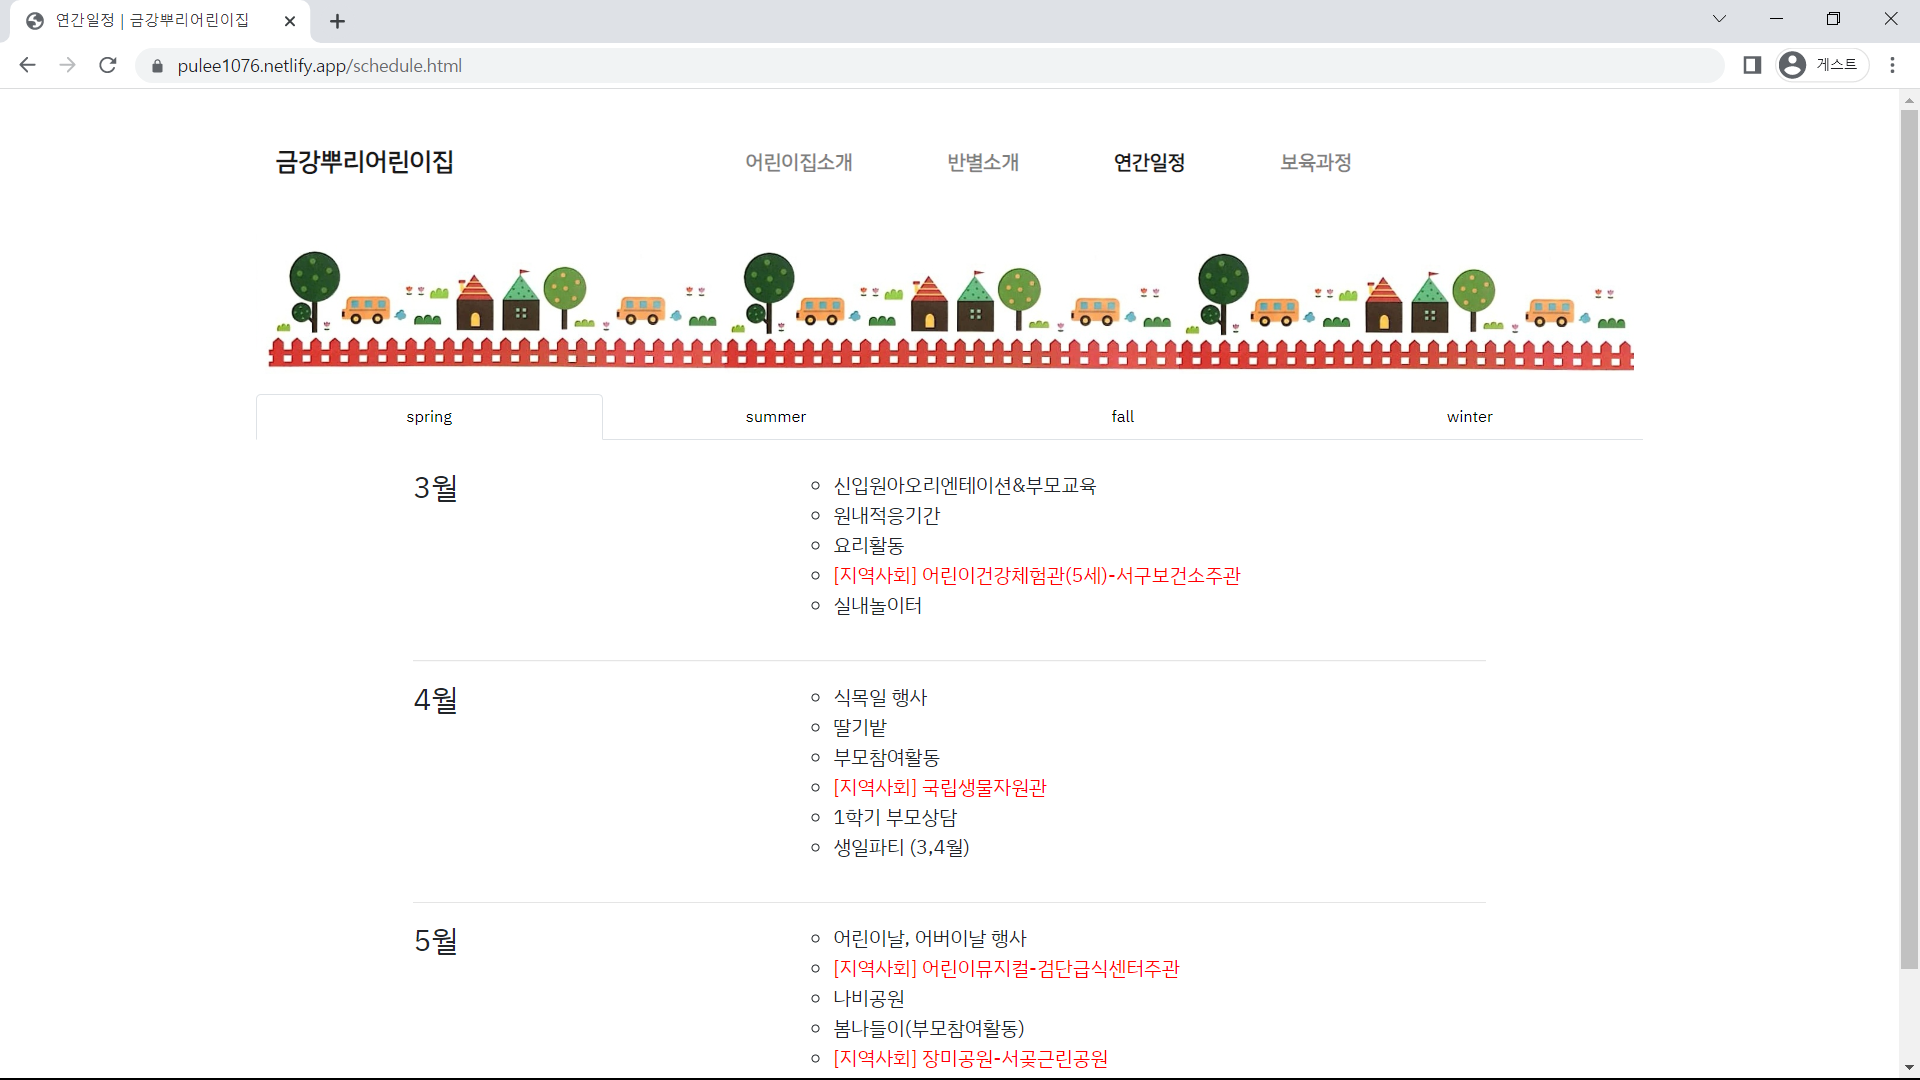 연간일정 | 금강뿌리어린이집
pulee1076.netlify.app/schedule.html
게스트
금강뿌리어린이집
어린이집소개
반별소개
연간일정
보육과정
spring
summer
fall
winter
3월
신입원아오리엔테이션&부모교육
원내적응기간
요리활동
[지역사회] 어린이건강체험관(5세)-서구보건소주관
실내놀이터
4월
식목일 행사
딸기밭
부모참여활동
[지역사회] 국립생물자원관
1학기 부모상담
생일파티 (3,4월)
5월
어린이날, 어버이날 행사
[지역사회] 어린이뮤지컬-검단급식센터주관
나비공원
봄나들이(부모참여활동)
[지역사회] 장미공원-서곶근린공원